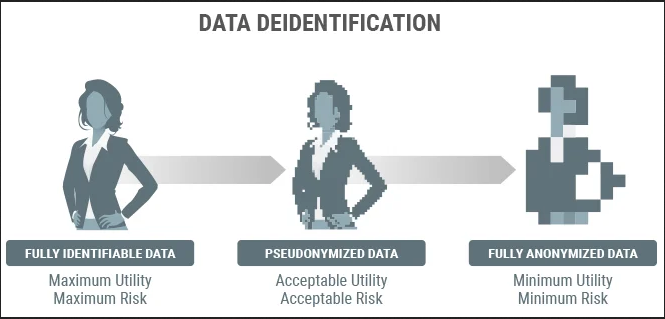 DATA DEIDENTIFICATION
FULLY IDENTIFIABLE DATA
Maximum Utility
Maximum Risk
PSEUDONYMIZED DATA
Acceptable Utility
Acceptable Risk
FULLY ANONYMIZED DATA
Minimum Utility
Minimum Risk